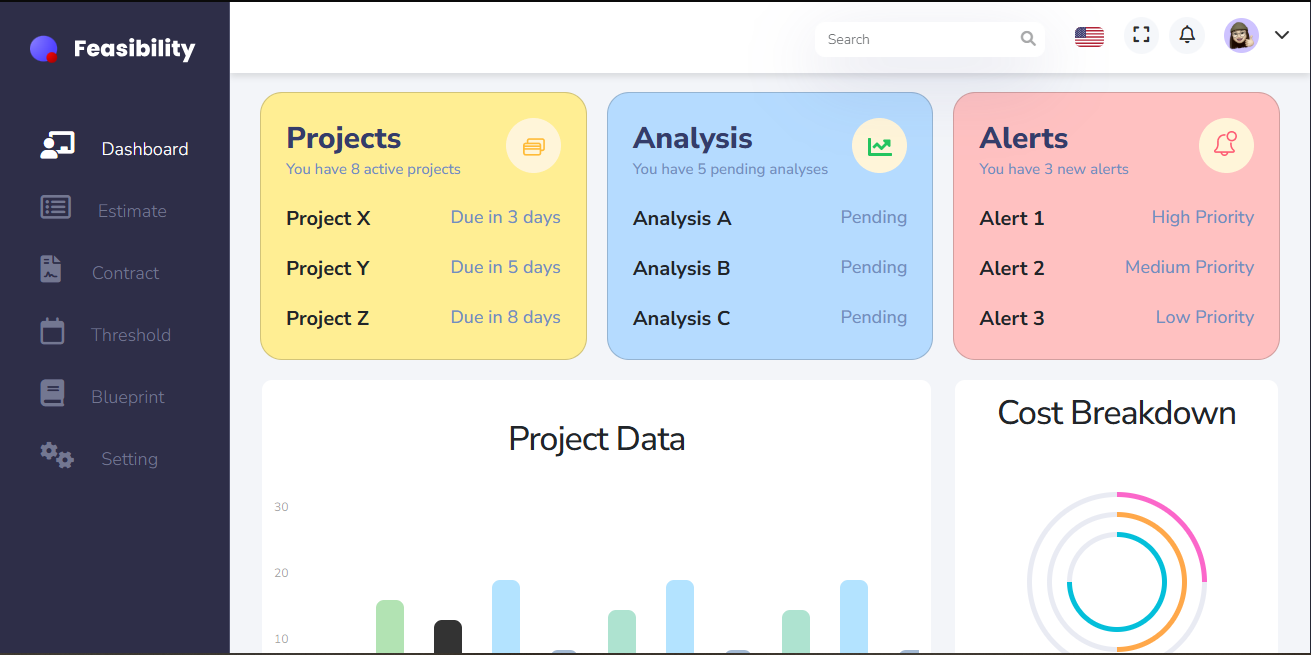 Feasibility
Search
Dashboard
Estimate
Contract
Threshold
Blueprint
Setting
Projects
You have 8 active projects
Project X Due in 3 days
Project Y Due in 5 days
Project Z Due in 8 days
Analysis
You have 5 pending analyses
Analysis A Pending
Analysis B Pending
Analysis C Pending
Alerts
You have 3 new alerts
Alert 1 High Priority
Alert 2 Medium Priority
Alert 3 Low Priority
Project Data
30
20
10
Cost Breakdown